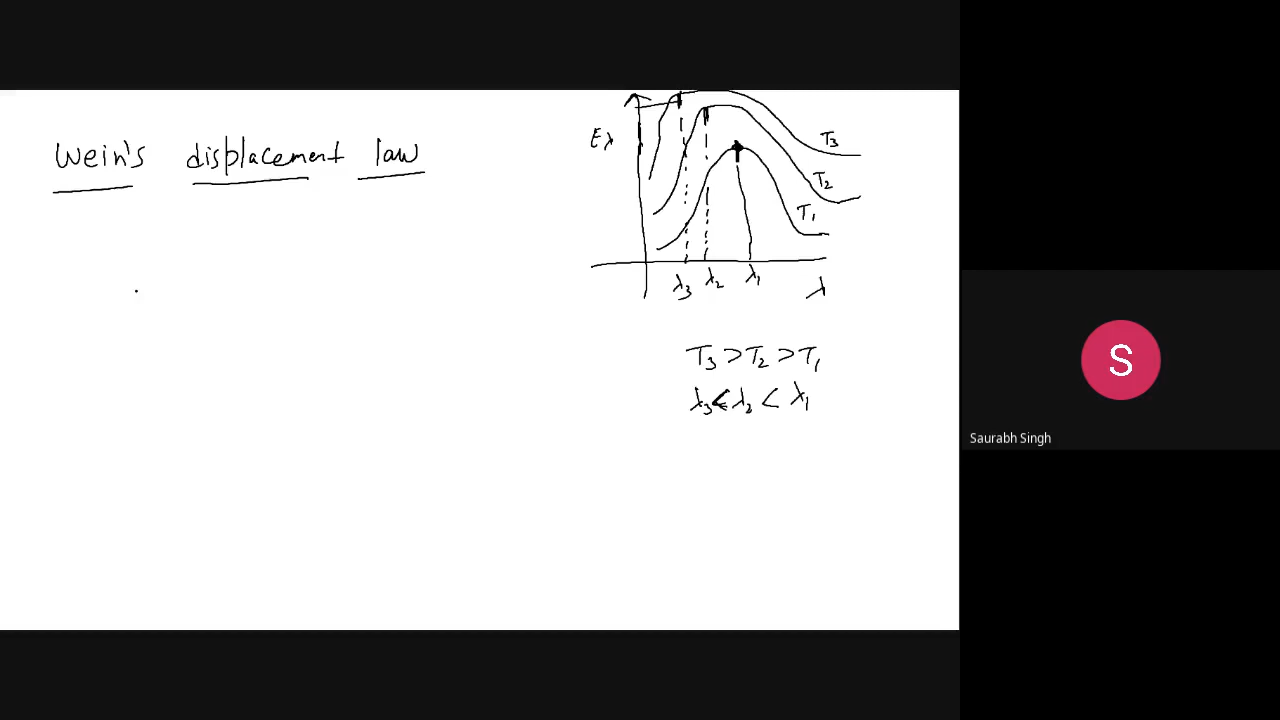 Wein's displacement law
Eλ
T3
T2
T1
λ3 λ2 λ1 λ
T3 > T2 > T1
λ3 < λ2 < λ1
S
Saurabh Singh